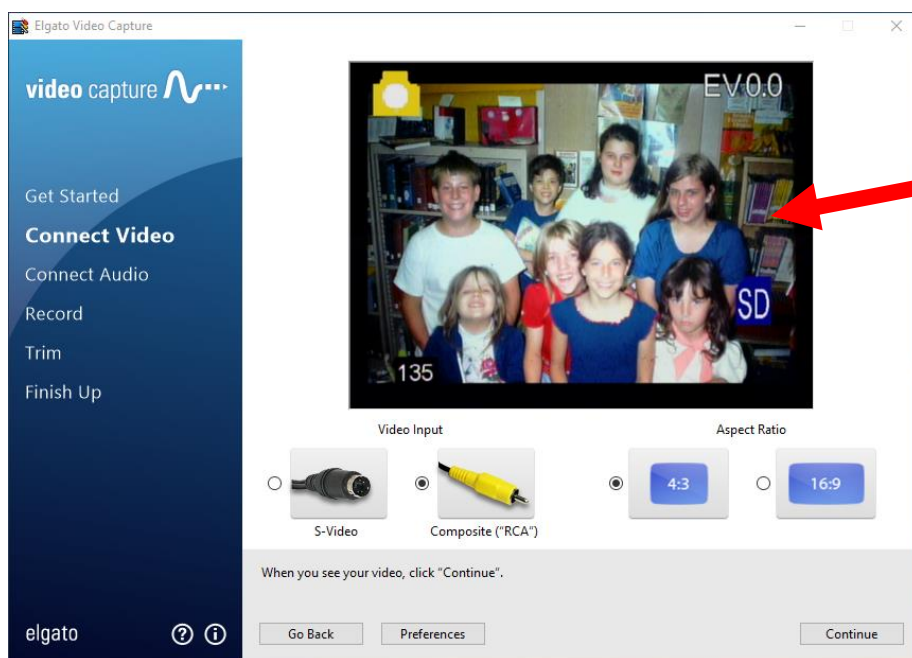 Elgato Video Capture
video capture
Get Started
Connect Video
Connect Audio
Record
Trim
Finish Up
elgato
EV0.0
SD
135
Video Input
Aspect Ratio
4:3
16:9
S-Video
Composite ("RCA")
When you see your video, click "Continue".
Go Back
Preferences
Continue